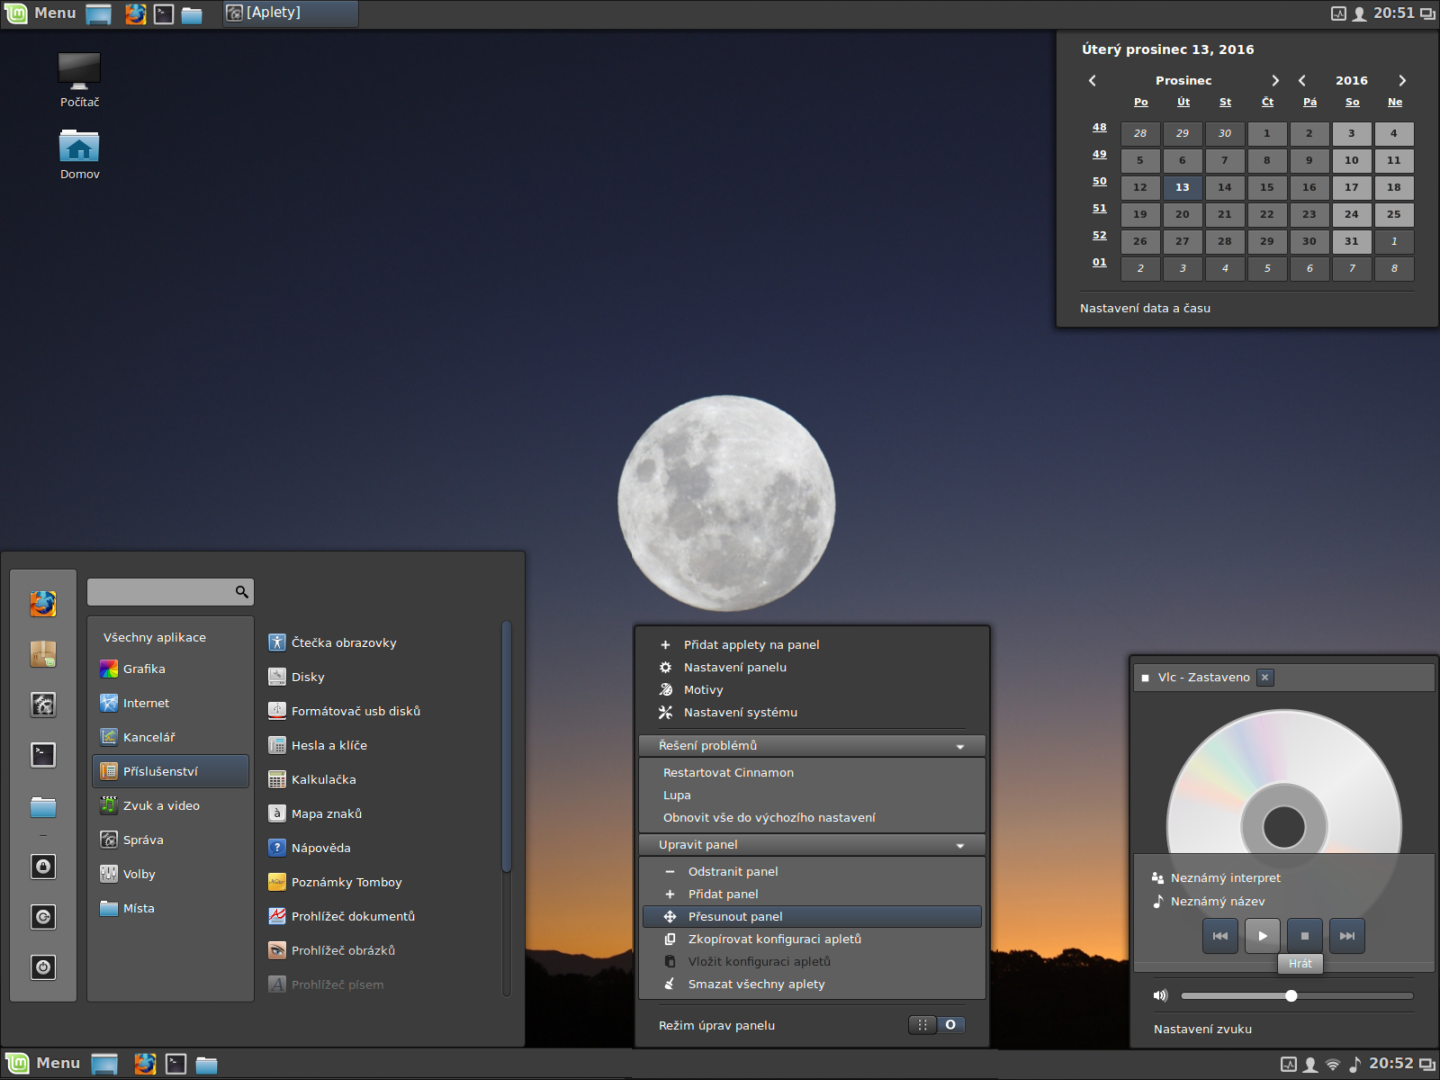 Menu
[Aplety]
20:51
Počítač
Domov
Úterý prosinec 13, 2016
Prosinec 2016
Po Út St Čt Pá So Ne
48 28 29 30 1 2 3 4
49 5 6 7 8 9 10 11
50 12 13 14 15 16 17 18
51 19 20 21 22 23 24 25
52 26 27 28 29 30 31 1
01 2 3 4 5 6 7 8
Nastavení data a času
Všechny aplikace
Grafika
Internet
Kancelář
Příslušenství
Zvuk a video
Správa
Volby
Místa
Čtečka obrazovky
Disky
Formátovač usb disků
Hesla a klíče
Kalkulačka
Mapa znaků
Nápověda
Poznámky Tomboy
Prohlížeč dokumentů
Prohlížeč obrázků
Prohlížeč písem
Přidat applety na panel
Nastavení panelu
Motivy
Nastavení systému
Řešení problémů
Restartovat Cinnamon
Lupa
Obnovit vše do výchozího nastavení
Upravit panel
Odstranit panel
Přidat panel
Přesunout panel
Zkopírovat konfiguraci apletů
Vložit konfiguraci apletů
Smazat všechny aplety
Režim úprav panelu
Vlc - Zastaveno
Neznámý interpret
Neznámý název
Hrát
Nastavení zvuku
Menu
20:52